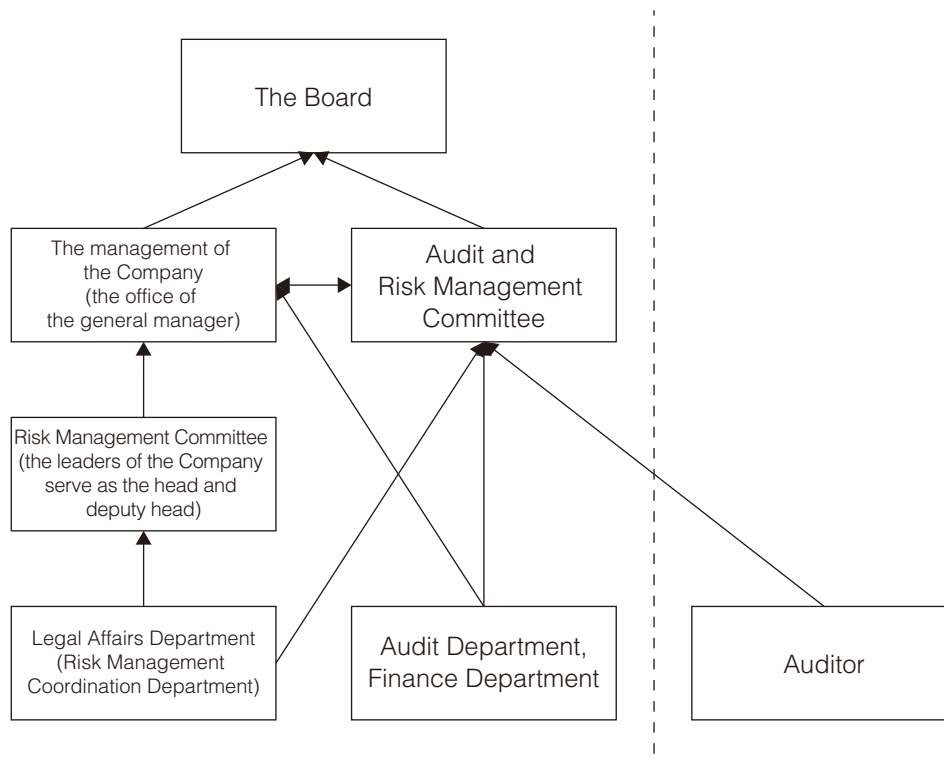 The Board
The management of
the Company
(the office of
the general manager)
Audit and
Risk Management
Committee
Risk Management Committee
(the leaders of the Company
serve as the head and
deputy head)
Legal Affairs Department
(Risk Management
Coordination Department)
Audit Department,
Finance Department
Auditor